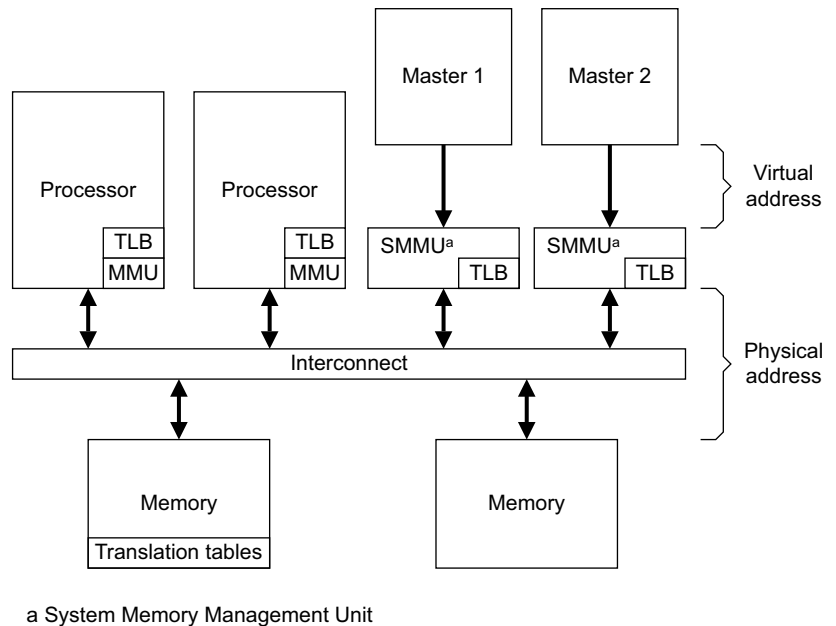 Master 1
Master 2
Processor
TLB
MMU
Processor
TLB
MMU
SMMUᵃ
TLB
SMMUᵃ
TLB
Virtual
address
Interconnect
Physical
address
Memory
Translation tables
Memory
a System Memory Management Unit